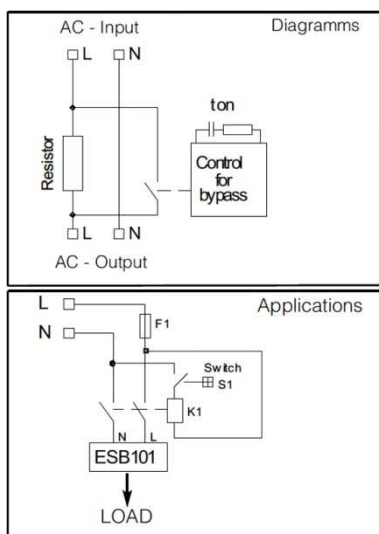 AC - Input
Diagramms
L N
ton
Resistor
Control
for
bypass
L N
AC - Output
L
Applications
F1
N
Switch
S1
K1
N L
ESB101
LOAD